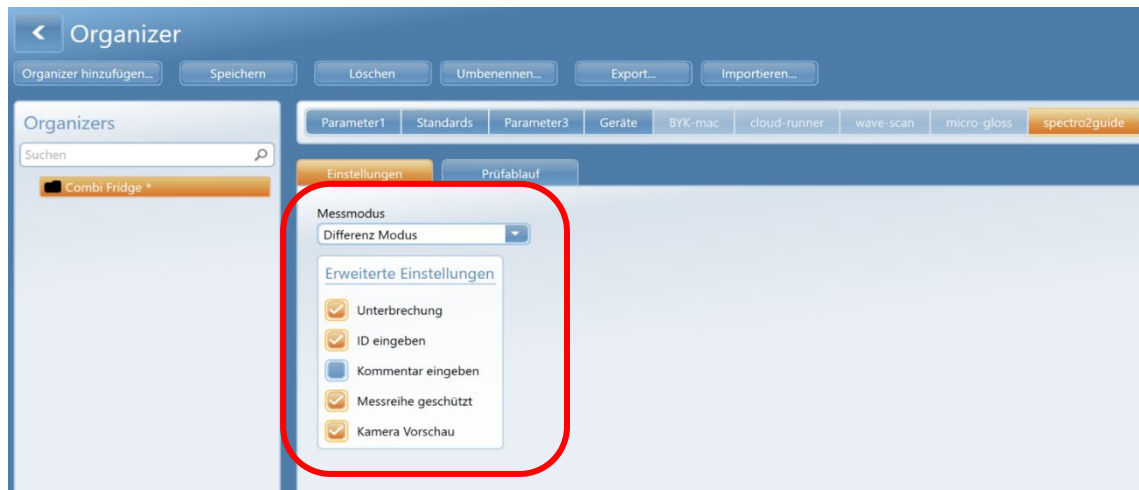 Organizer
Organizer hinzufügen... Speichern Löschen Umbenennen... Export... Importieren...
Organizers
Parameter1 Standards Parameter3 Geräte BYK-mac cloud-runner wave-scan micro-gloss spectro2guide
Suchen
Combi Fridge *
Einstellungen Prüfablauf
Messmodus
Differenz Modus
Erweiterte Einstellungen
Unterbrechung
ID eingeben
Kommentar eingeben
Messreihe geschützt
Kamera Vorschau